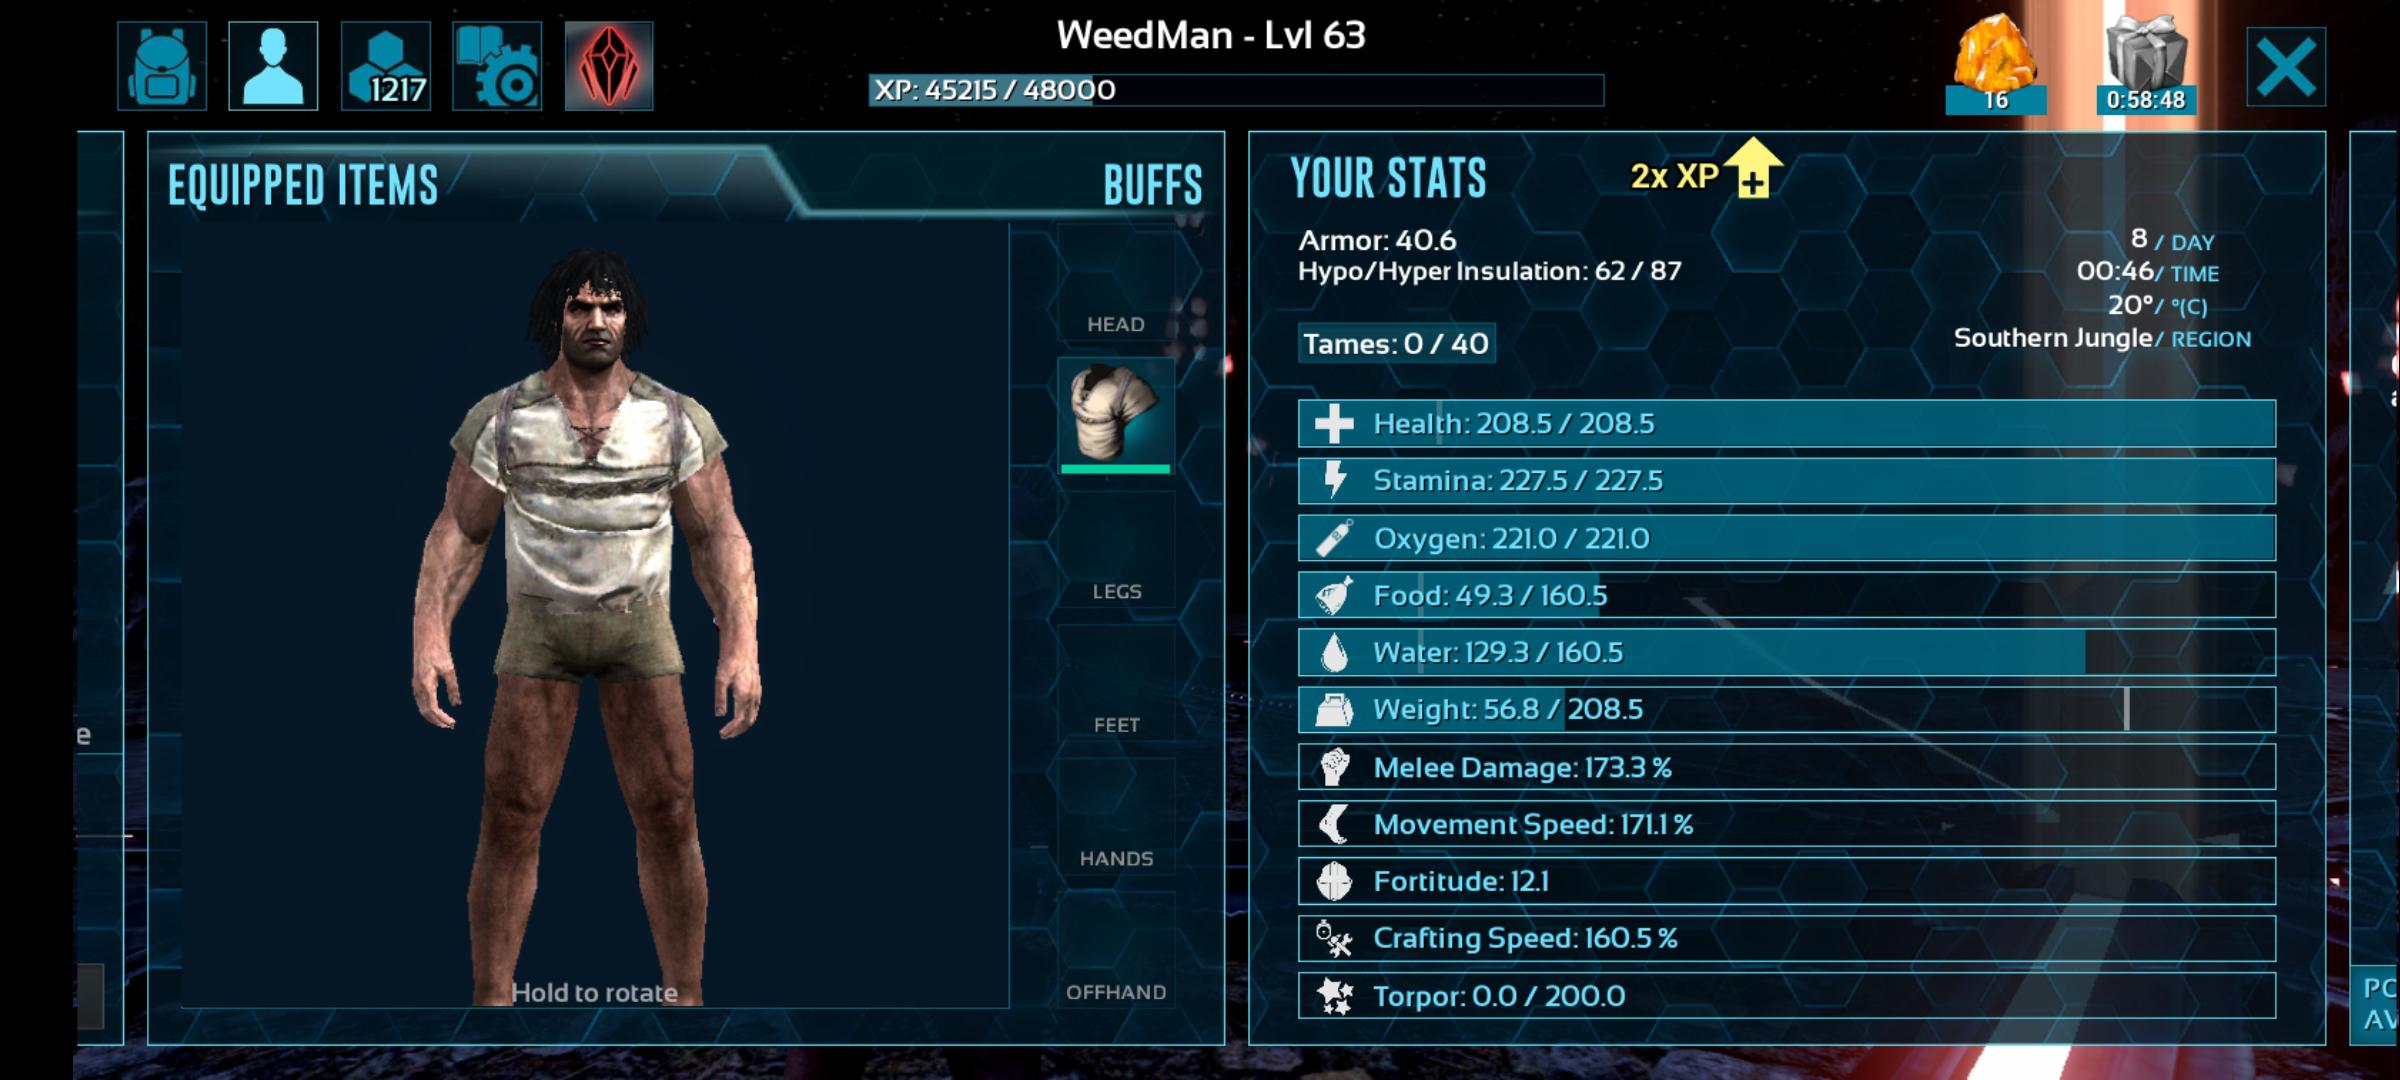 WeedMan - Lvl 63
1217
XP: 45215 / 48000
16
0:58:48
EQUIPPED ITEMS
BUFFS
HEAD
LEGS
FEET
HANDS
OFFHAND
Hold to rotate
e
YOUR STATS
2x XP
Armor: 40.6
Hypo/Hyper Insulation: 62 / 87
8 / DAY
00:46/ TIME
20°/ °(C)
Southern Jungle/ REGION
Tames: 0 / 40
Health: 208.5 / 208.5
Stamina: 227.5 / 227.5
Oxygen: 221.0 / 221.0
Food: 49.3 / 160.5
Water: 129.3 / 160.5
Weight: 56.8 / 208.5
Melee Damage: 173.3 %
Movement Speed: 171.1 %
Fortitude: 12.1
Crafting Speed: 160.5 %
Torpor: 0.0 / 200.0
PO
AV